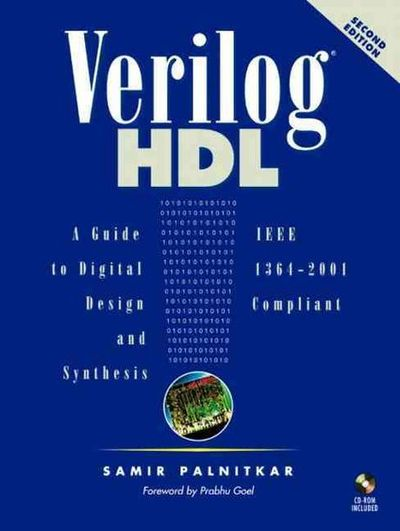 SECOND
EDITION
Verilog®
HDL
A Guide
to Digital
Design
and
Synthesis
IEEE
1364-2001
Compliant
SAMIR PALNITKAR
Foreword by Prabhu Goel
CD-ROM
INCLUDED